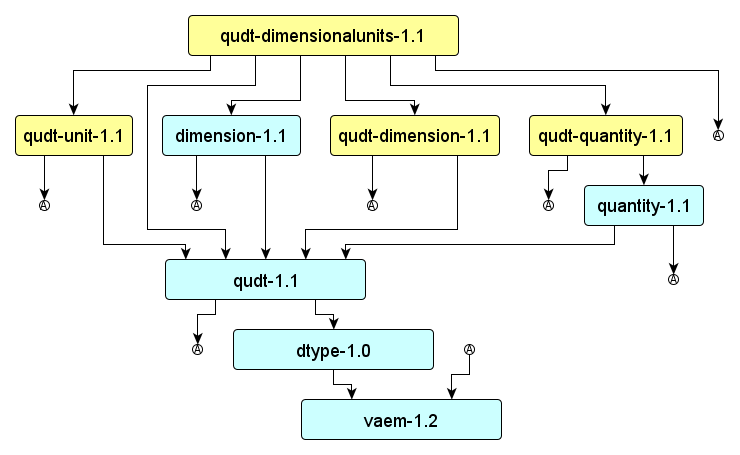 qudt-dimensionalunits-1.1
qudt-unit-1.1
dimension-1.1
qudt-dimension-1.1
qudt-quantity-1.1
A
A
A
A
A
quantity-1.1
qudt-1.1
A
A
dtype-1.0
A
vaem-1.2